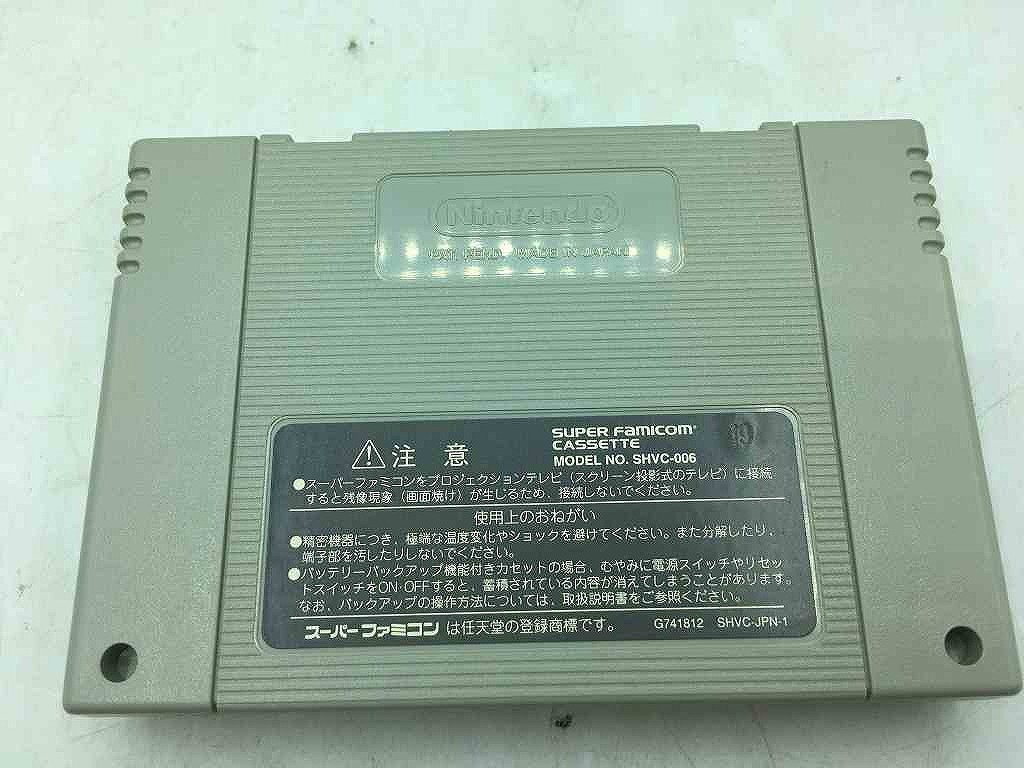 Nintendo
PAT. PEND. MADE IN JAPAN
SUPER FAMICOM
CASSETTE
MODEL NO. SHVC-006
19
⚠注 意
●スーパーファミコンをプロジェクションテレビ(スクリーン投影式のテレビ)に接続
すると残像現象(画面焼け)が生じるため、接続しないでください。
使用上のおねがい
●精密機器につき、極端な温度変化やショックを避けてください。また分解したり、
端子部を汚したりしないでください。
●バッテリーバックアップ機能付きカセットの場合、むやみに電源スイッチやリセッ
トスイッチをON・OFFすると、蓄積されている内容が消えてしまうことがあります。
なお、バックアップの操作方法については、取扱説明書をご参照ください。
スーパーファミコンは任天堂の登録商標です。 G741812 SHVC-JPN-1